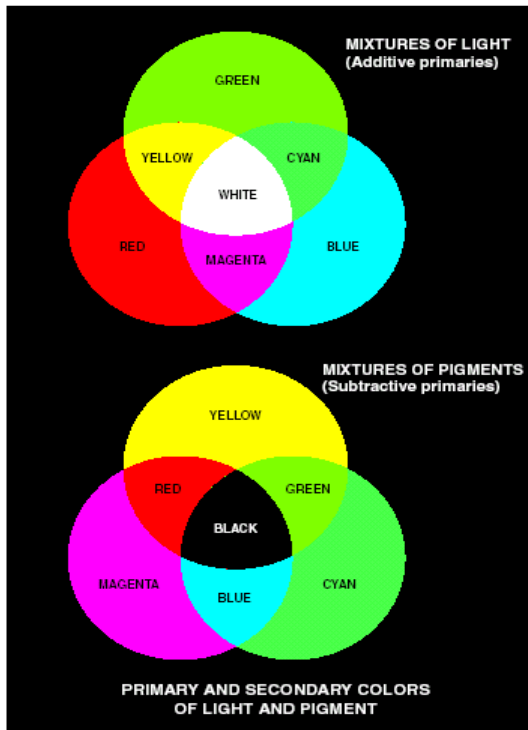 MIXTURES OF LIGHT
(Additive primaries)
GREEN
YELLOW
CYAN
WHITE
RED
MAGENTA
BLUE
MIXTURES OF PIGMENTS
(Subtractive primaries)
YELLOW
RED
GREEN
BLACK
MAGENTA
BLUE
CYAN
PRIMARY AND SECONDARY COLORS
OF LIGHT AND PIGMENT